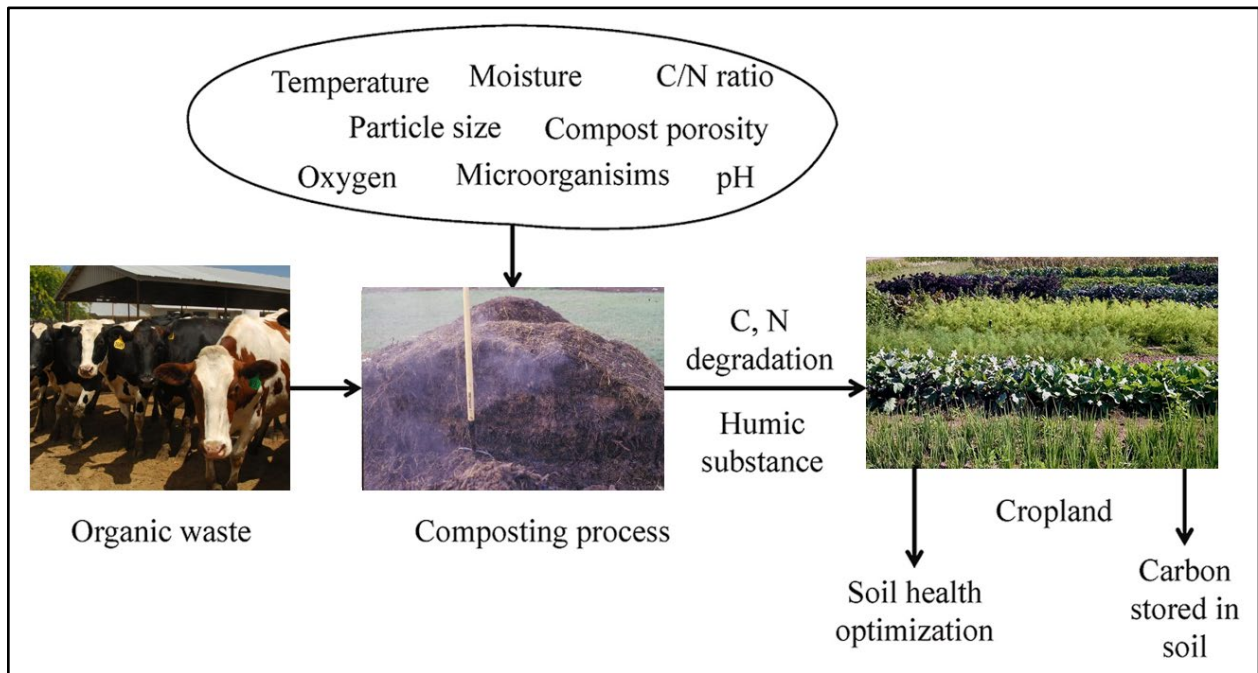 Temperature Moisture C/N ratio
Particle size Compost porosity
Oxygen Microorganisims pH
C, N
degradation
Humic
substance
Organic waste
Composting process
Cropland
Soil health
optimization
Carbon
stored in
soil